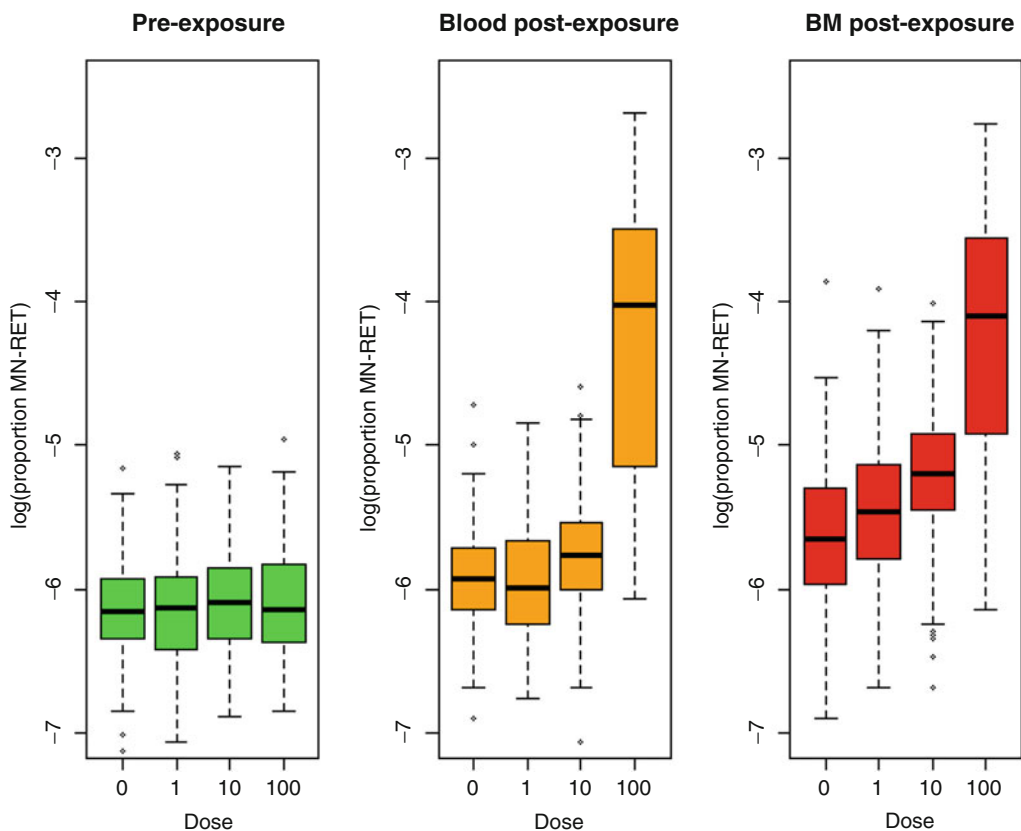 Pre-exposure
log(proportion MN-RET)
−3
−4
−5
−6
−7
0 1 10 100
Dose
Blood post-exposure
log(proportion MN-RET)
−3
−4
−5
−6
−7
0 1 10 100
Dose
BM post-exposure
log(proportion MN-RET)
−3
−4
−5
−6
−7
0 1 10 100
Dose